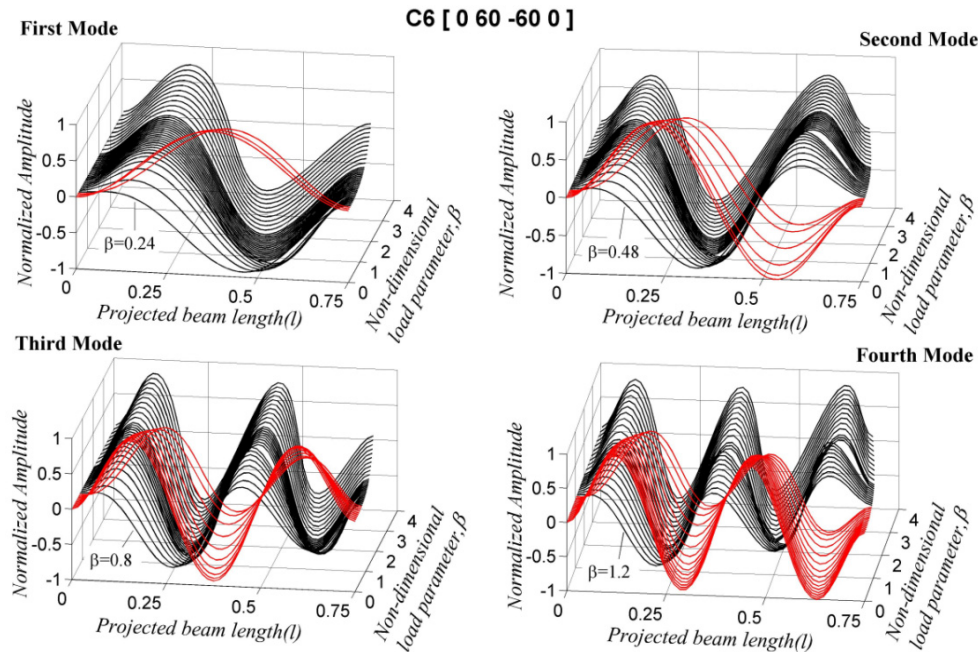 C6 [ 0 60 -60 0 ]
First Mode
Normalized Amplitude
1
0.5
0
-0.5
-1
β=0.24
0
0.25
0.5
0.75
Projected beam length(l)
0
1
2
3
4
Non-dimensional
load parameter,β
Second Mode
Normalized Amplitude
1
0.5
0
-0.5
-1
β=0.48
0
0.25
0.5
0.75
Projected beam length(l)
0
1
2
3
4
Non-dimensional
load parameter,β
Third Mode
Normalized Amplitude
1
0.5
0
-0.5
-1
β=0.8
0
0.25
0.5
0.75
Projected beam length(l)
0
1
2
3
4
Non-dimensional
load parameter,β
Fourth Mode
Normalized Amplitude
1
0.5
0
-0.5
-1
β=1.2
0
0.25
0.5
0.75
Projected beam length(l)
0
1
2
3
4
Non-dimensional
load parameter,β